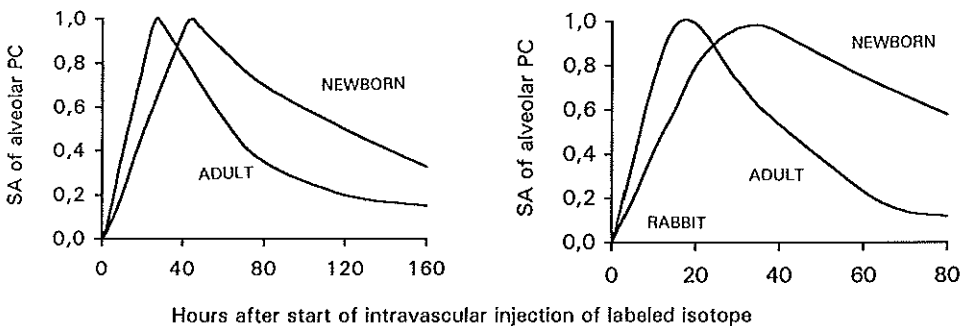 SA of alveolar PC
1,0
0,8
0,6
0,4
0,2
0,0
NEWBORN
ADULT
0 40 80 120 160
SA of alveolar PC
1,0
0,8
0,6
0,4
0,2
0,0
NEWBORN
ADULT
RABBIT
0 20 40 60 80
Hours after start of intravascular injection of labeled isotope